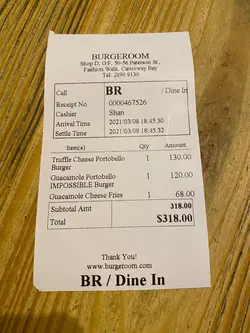 BURGEROOM
Shop D, G/F, 50-56 Paterson St.,
Fashion Walk, Causeway Bay
Tel: 2890 9130
Call BR / Dine In
Receipt No. 0000467526
Cashier Shan
Arrival Time 2021/03/08 18:45:30
Settle Time 2021/03/08 18:45:32
Item(s) Qty Amount
Truffle Cheese Portobello 1 130.00
Burger
Guacamole Portobello 1 120.00
IMPOSSIBLE Burger
Guacamole Cheese Fries 1 68.00
Subtotal Amt 318.00
Total $318.00
Thank You!
www.burgeroom.com
BR / Dine In